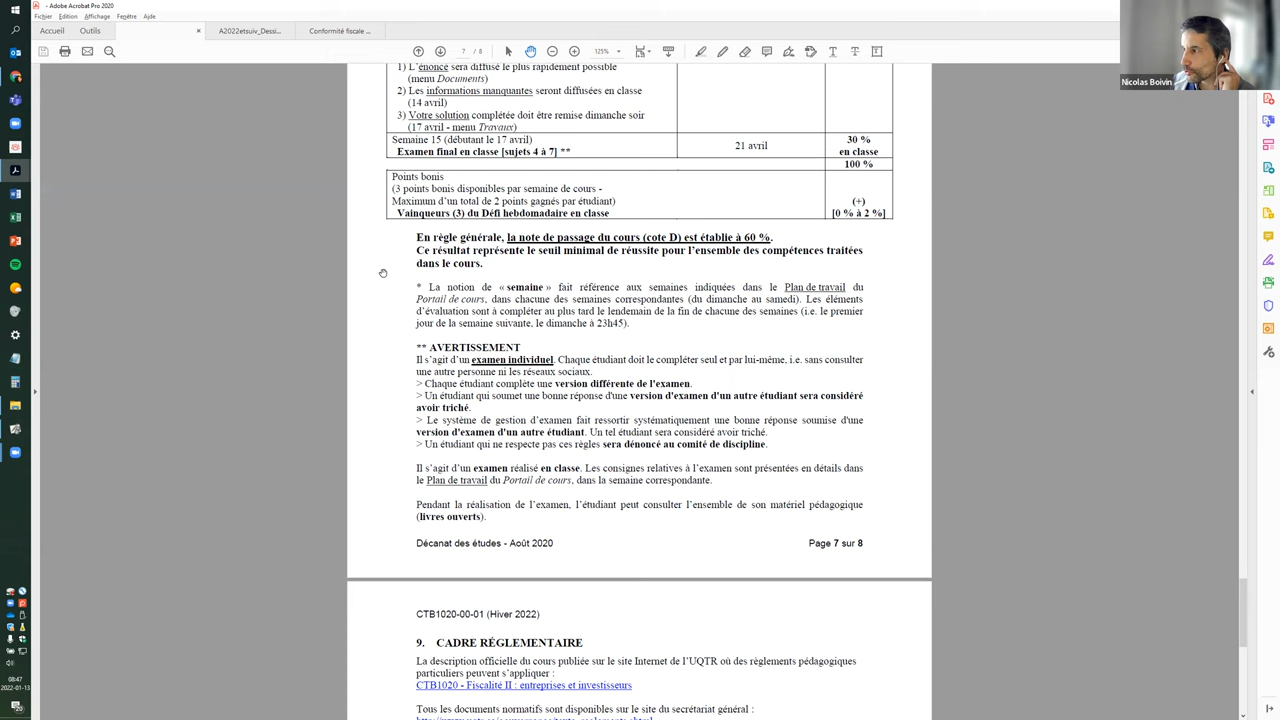 - Adobe Acrobat Pro 2020
Fichier Edition Affichage Fenêtre Aide
Accueil Outils × A2022etsuiv_Dessi... Conformité fiscale ...
7 / 8 125%
Nicolas Boivin
1) L'énoncé sera diffusé le plus rapidement possible
(menu Documents)
2) Les informations manquantes seront diffusées en classe
(14 avril)
3) Votre solution complétée doit être remise dimanche soir
(17 avril - menu Travaux)
Semaine 15 (débutant le 17 avril)
Examen final en classe [sujets 4 à 7] **
21 avril
30 %
en classe
100 %
Points bonis
(3 points bonis disponibles par semaine de cours -
Maximum d'un total de 2 points gagnés par étudiant)
Vainqueurs (3) du Défi hebdomadaire en classe
(+)
[0 % à 2 %]
En règle générale, la note de passage du cours (cote D) est établie à 60 %.
Ce résultat représente le seuil minimal de réussite pour l'ensemble des compétences traitées
dans le cours.
* La notion de « semaine » fait référence aux semaines indiquées dans le Plan de travail du
Portail de cours, dans chacune des semaines correspondantes (du dimanche au samedi). Les éléments
d'évaluation sont à compléter au plus tard le lendemain de la fin de chacune des semaines (i.e. le premier
jour de la semaine suivante, le dimanche à 23h45).
** AVERTISSEMENT
Il s'agit d'un examen individuel. Chaque étudiant doit le compléter seul et par lui-même, i.e. sans consulter
une autre personne ni les réseaux sociaux.
> Chaque étudiant complète une version différente de l'examen.
> Un étudiant qui soumet une bonne réponse d'une version d'examen d'un autre étudiant sera considéré
avoir triché.
> Le système de gestion d'examen fait ressortir systématiquement une bonne réponse soumise d'une
version d'examen d'un autre étudiant. Un tel étudiant sera considéré avoir triché.
> Un étudiant qui ne respecte pas ces règles sera dénoncé au comité de discipline.
Il s'agit d'un examen réalisé en classe. Les consignes relatives à l'examen sont présentées en détails dans
le Plan de travail du Portail de cours, dans la semaine correspondante.
Pendant la réalisation de l'examen, l'étudiant peut consulter l'ensemble de son matériel pédagogique
(livres ouverts).
Décanat des études - Août 2020 Page 7 sur 8
CTB1020-00-01 (Hiver 2022)
9. CADRE RÉGLEMENTAIRE
La description officielle du cours publiée sur le site Internet de l'UQTR où des règlements pédagogiques
particuliers peuvent s'appliquer :
CTB1020 - Fiscalité II : entreprises et investisseurs
Tous les documents normatifs sont disponibles sur le site du secrétariat général :
08:47
2022-01-13